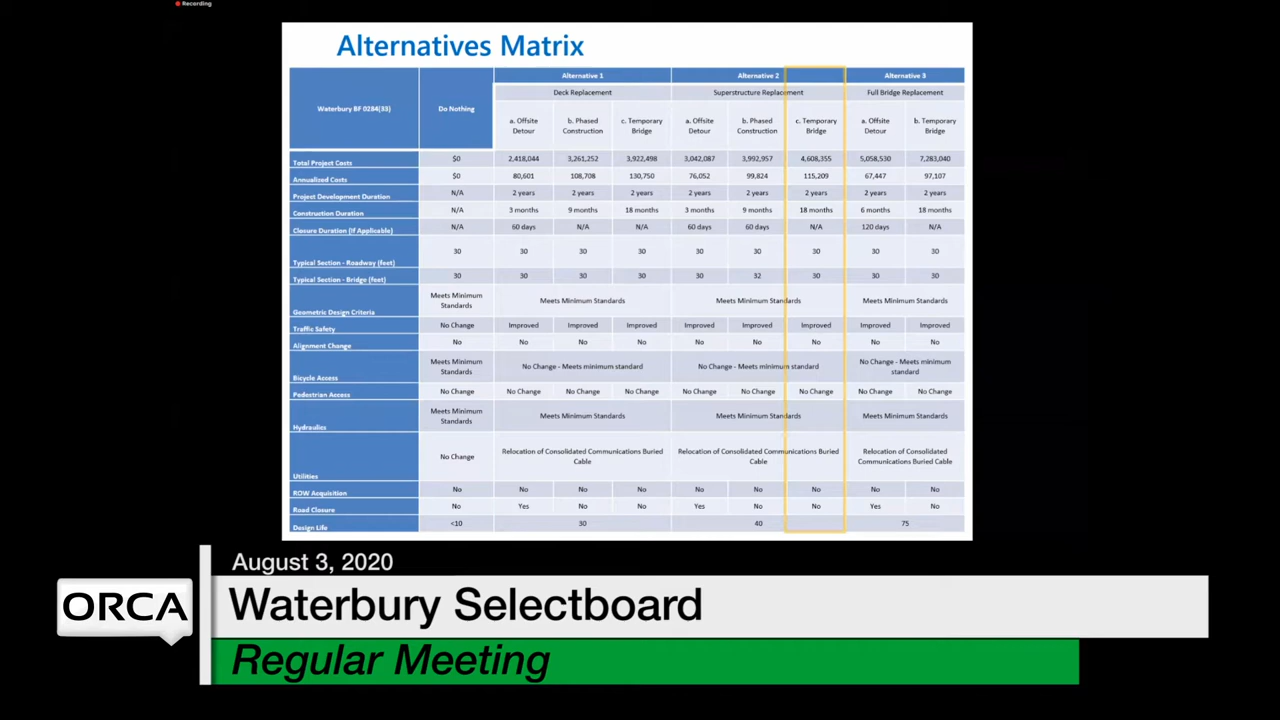 Recording
Alternatives Matrix
Waterbury BF 0284(33) Do Nothing Alternative 1 Alternative 2 Alternative 3
Deck Replacement Superstructure Replacement Full Bridge Replacement
a. Offsite Detour b. Phased Construction c. Temporary Bridge a. Offsite Detour b. Phased Construction c. Temporary Bridge a. Offsite Detour b. Temporary Bridge
Total Project Costs $0 2,418,044 3,261,252 3,922,498 3,042,087 3,992,957 4,608,355 5,058,530 7,283,040
Annualized Costs $0 80,601 108,708 130,750 76,052 99,824 115,209 67,447 97,107
Project Development Duration N/A 2 years 2 years 2 years 2 years 2 years 2 years 2 years 2 years
Construction Duration N/A 3 months 9 months 18 months 3 months 9 months 18 months 6 months 18 months
Closure Duration (If Applicable) N/A 60 days N/A N/A 60 days 60 days N/A 120 days N/A
Typical Section - Roadway (feet) 30 30 30 30 30 30 30 30 30
Typical Section - Bridge (feet) 30 30 30 30 30 32 30 30 30
Geometric Design Criteria Meets Minimum Standards Meets Minimum Standards Meets Minimum Standards Meets Minimum Standards
Traffic Safety No Change Improved Improved Improved Improved Improved Improved Improved Improved
Alignment Change No No No No No No No No No
Bicycle Access Meets Minimum Standards No Change - Meets minimum standard No Change - Meets minimum standard No Change - Meets minimum standard
Pedestrian Access No Change No Change No Change No Change No Change No Change No Change No Change No Change
Hydraulics Meets Minimum Standards Meets Minimum Standards Meets Minimum Standards Meets Minimum Standards
Utilities No Change Relocation of Consolidated Communications Buried Cable Relocation of Consolidated Communications Buried Cable Relocation of Consolidated Communications Buried Cable
ROW Acquisition No No No No No No No No No
Road Closure No Yes No No Yes No No Yes No
Design Life <10 30 40 75
August 3, 2020
ORCA
Waterbury Selectboard
Regular Meeting